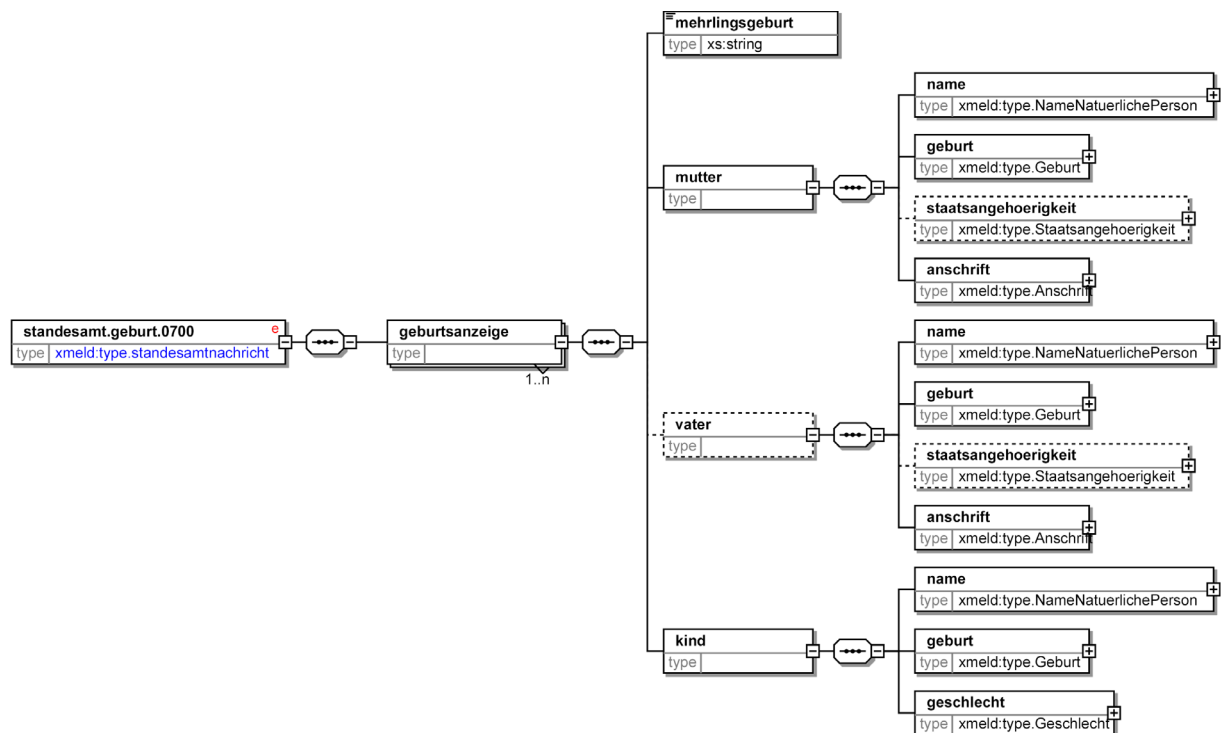 mehrlingsgeburt
type xs:string
name
type xmeld:type.NameNatuerlichePerson
geburt
type xmeld:type.Geburt
mutter
type
staatsangehoerigkeit
type xmeld:type.Staatsangehoerigkeit
anschrift
type xmeld:type.Anschrift
standesamt.geburt.0700 e
type xmeld:type.standesamtnachricht
geburtsanzeige
type
1..n
name
type xmeld:type.NameNatuerlichePerson
geburt
type xmeld:type.Geburt
vater
type
staatsangehoerigkeit
type xmeld:type.Staatsangehoerigkeit
anschrift
type xmeld:type.Anschrift
name
type xmeld:type.NameNatuerlichePerson
kind
type
geburt
type xmeld:type.Geburt
geschlecht
type xmeld:type.Geschlecht